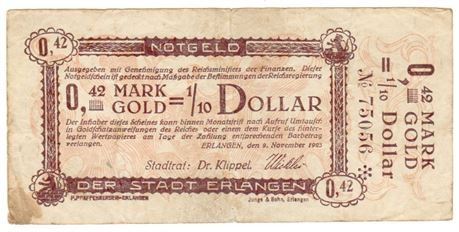 0,42
NOTGELD
Ausgegeben mit Genehmigung des Reichsministers der Finanzen. Dieser
Notgeldschein ist gedeckt nach Maßgabe der Bestimmungen der Reichsregierung
0,42 MARK GOLD = 1/10 DOLLAR
Der Inhaber dieses Scheines kann binnen Monatsfrist nach Aufruf Umtausch
in Goldschatzanweisungen des Reiches oder einem dem Kurse des hinter-
legten Wertpapieres am Tage der Zahlung entsprechenden Barbetrag
verlangen.
ERLANGEN, den 9. November 1923
Stadtrat: Dr. Klippel.
DER STADT ERLANGEN
0,42
P. PFAFFENBERGER-ERLANGEN
Junge & Sohn, Erlangen
0,42 MARK GOLD
= 1/10 Dollar
№ 75456